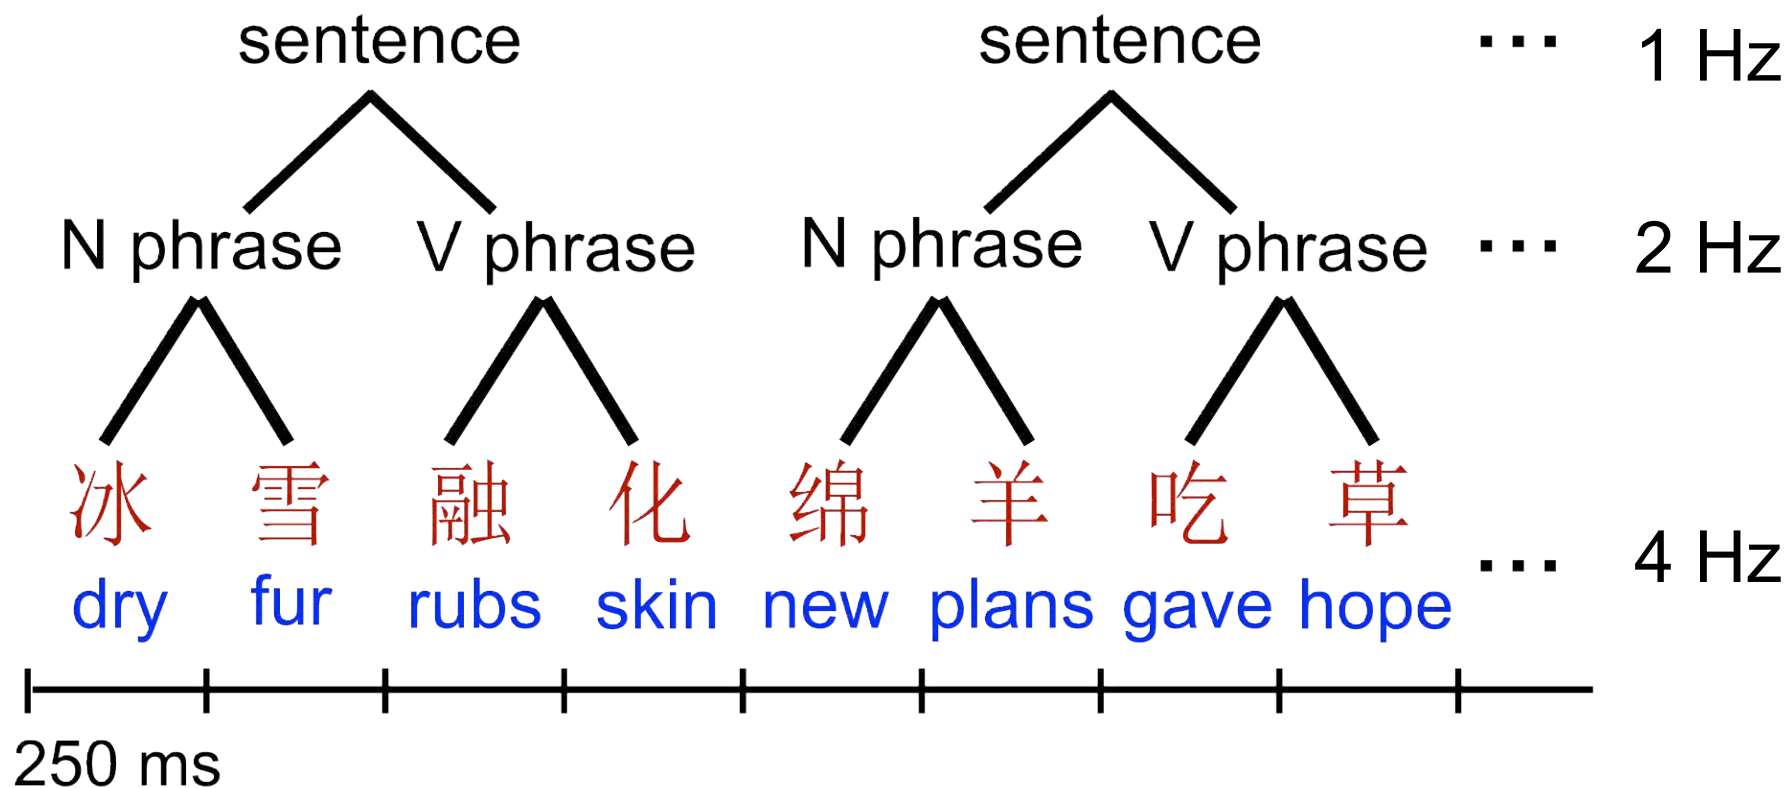 sentence sentence ... 1 Hz
N phrase V phrase N phrase V phrase ... 2 Hz
冰 雪 融 化 绵 羊 吃 草
... 4 Hz
dry fur rubs skin new plans gave hope
250 ms